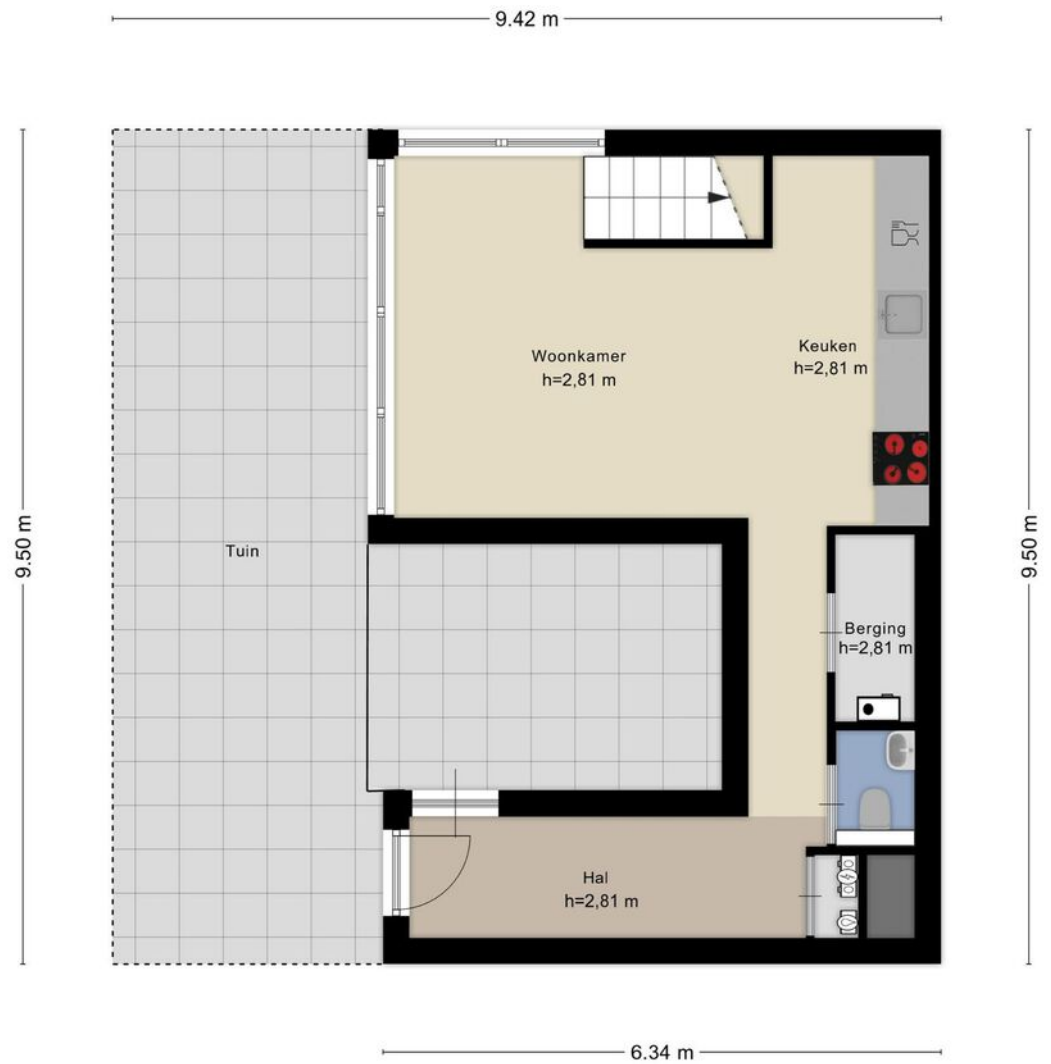 9.42 m
Woonkamer
h=2,81 m
Keuken
h=2,81 m
9.50 m
Tuin
9.50 m
Berging
h=2,81 m
Hal
h=2,81 m
6.34 m